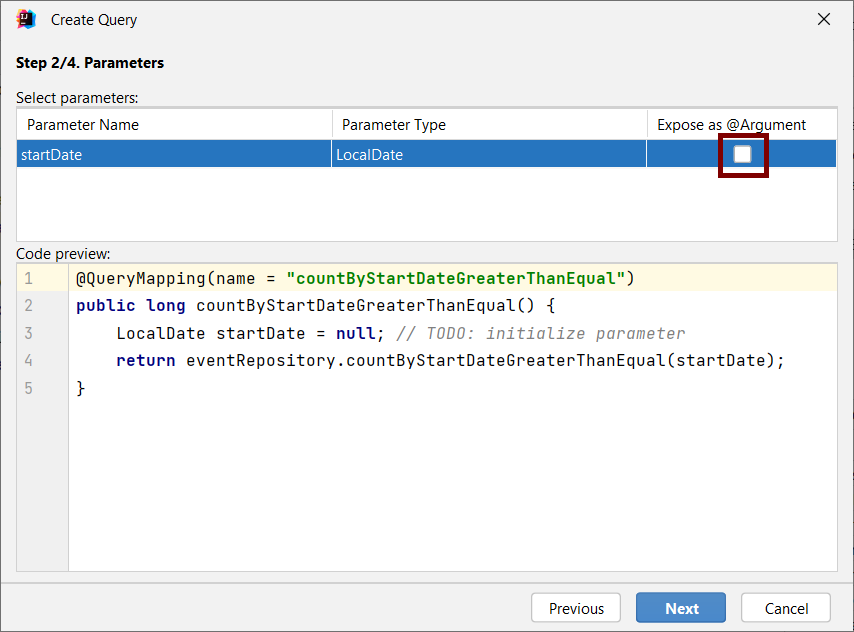 Create Query
Step 2/4. Parameters
Select parameters:
Parameter Name Parameter Type Expose as @Argument
startDate LocalDate
Code preview:
1 @QueryMapping(name = "countByStartDateGreaterThanEqual")
2 public long countByStartDateGreaterThanEqual() {
3 LocalDate startDate = null; // TODO: initialize parameter
4 return eventRepository.countByStartDateGreaterThanEqual(startDate);
5 }
Previous Next Cancel